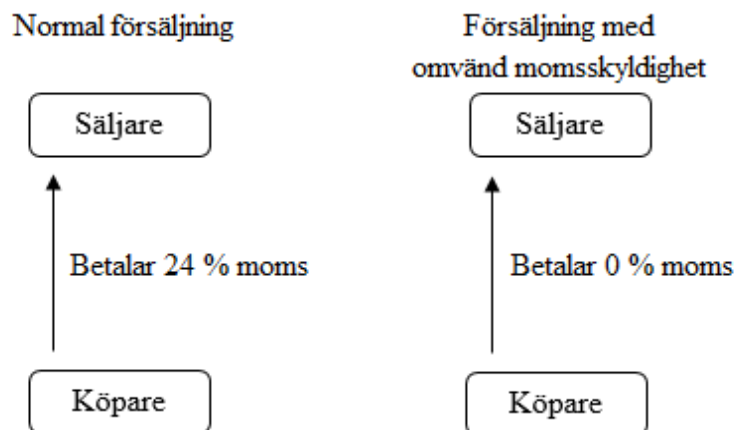 Normal försäljning
Säljare
Betalar 24 % moms
Köpare
Försäljning med
omvänd momsskyldighet
Säljare
Betalar 0 % moms
Köpare